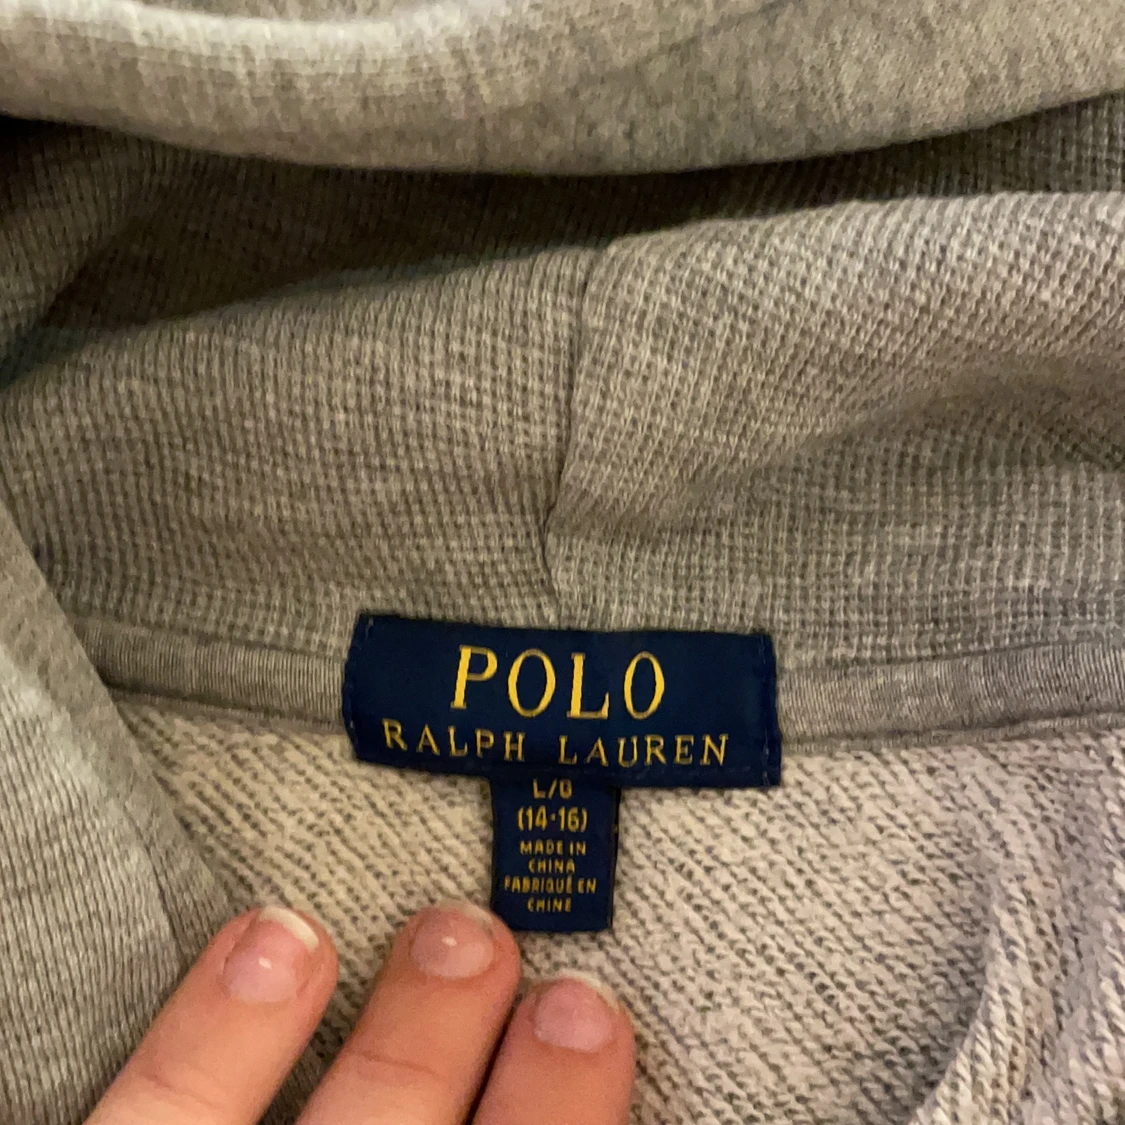 POLO
RALPH LAUREN
L/G
(14-16)
MADE IN
CHINA
FABRIQUÉ EN
CHINE